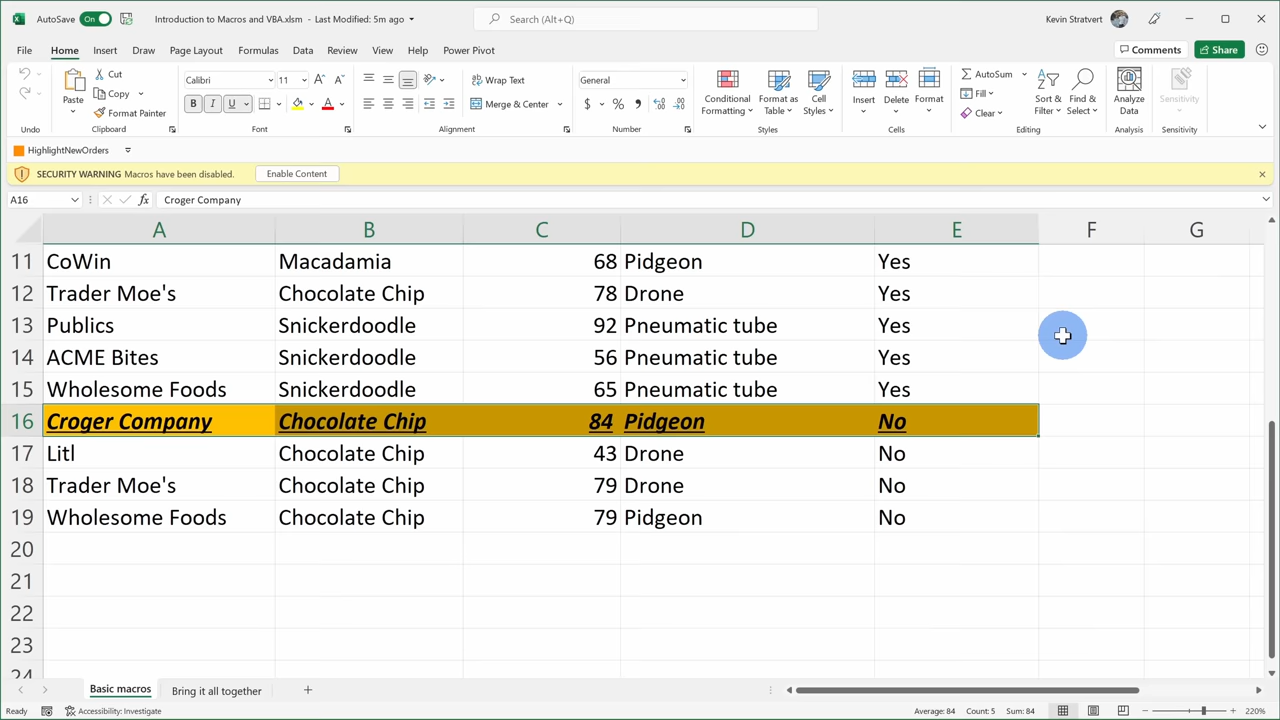 AutoSave On Introduction to Macros and VBA.xlsm - Last Modified: 5m ago Search (Alt+Q) Kevin Stratvert
File Home Insert Draw Page Layout Formulas Data Review View Help Power Pivot Comments Share
Paste Cut Copy Format Painter Calibri 11 B I U Wrap Text Merge & Center General $ % Conditional Formatting Format as Table Cell Styles Insert Delete Format AutoSum Fill Clear Sort & Filter Find & Select Analyze Data Sensitivity
Undo Clipboard Font Alignment Number Styles Cells Editing Analysis Sensitivity
HighlightNewOrders
SECURITY WARNING Macros have been disabled. Enable Content
A16 fx Croger Company
A B C D E F G
11 CoWin Macadamia 68 Pidgeon Yes
12 Trader Moe's Chocolate Chip 78 Drone Yes
13 Publics Snickerdoodle 92 Pneumatic tube Yes
14 ACME Bites Snickerdoodle 56 Pneumatic tube Yes
15 Wholesome Foods Snickerdoodle 65 Pneumatic tube Yes
16 Croger Company Chocolate Chip 84 Pidgeon No
17 Litl Chocolate Chip 43 Drone No
18 Trader Moe's Chocolate Chip 79 Drone No
19 Wholesome Foods Chocolate Chip 79 Pidgeon No
20
21
22
23
24
Basic macros Bring it all together
Ready Accessibility: Investigate Average: 84 Count: 5 Sum: 84 220%